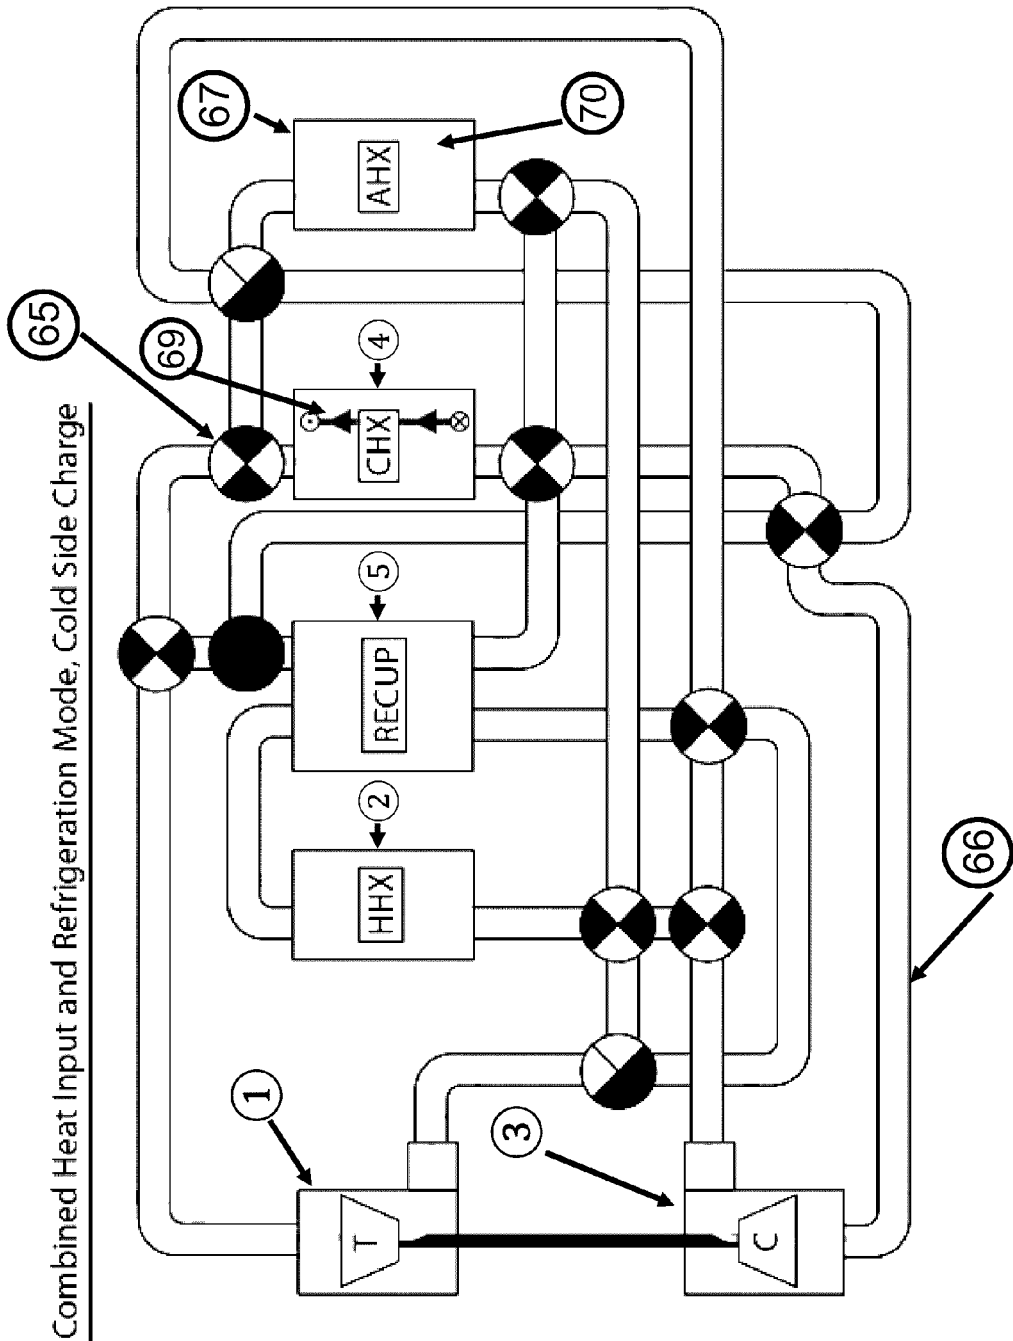 Combined Heat Input and Refrigeration Mode, Cold Side Charge
1
T
65
69
67
2
5
4
HHX
RECUP
CHX
AHX
70
3
C
66